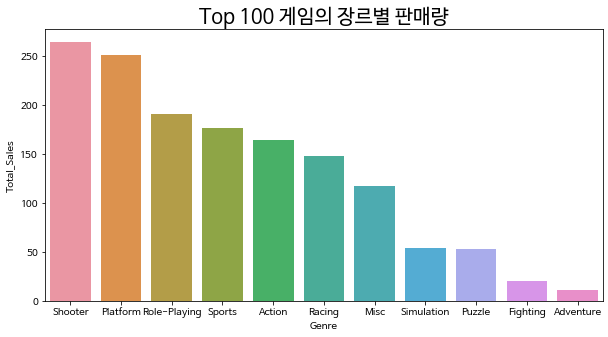 Top 100 게임의 장르별 판매량
Total_Sales
250
200
150
100
50
0
Shooter Platform Role-Playing Sports Action Racing Misc Simulation Puzzle Fighting Adventure
Genre